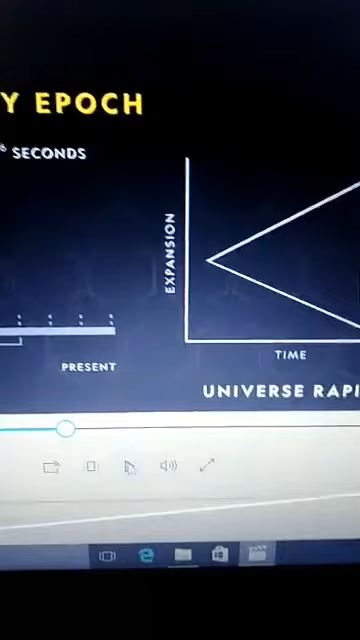 Y EPOCH
SECONDS
EXPANSION
TIME
PRESENT
UNIVERSE RAPI